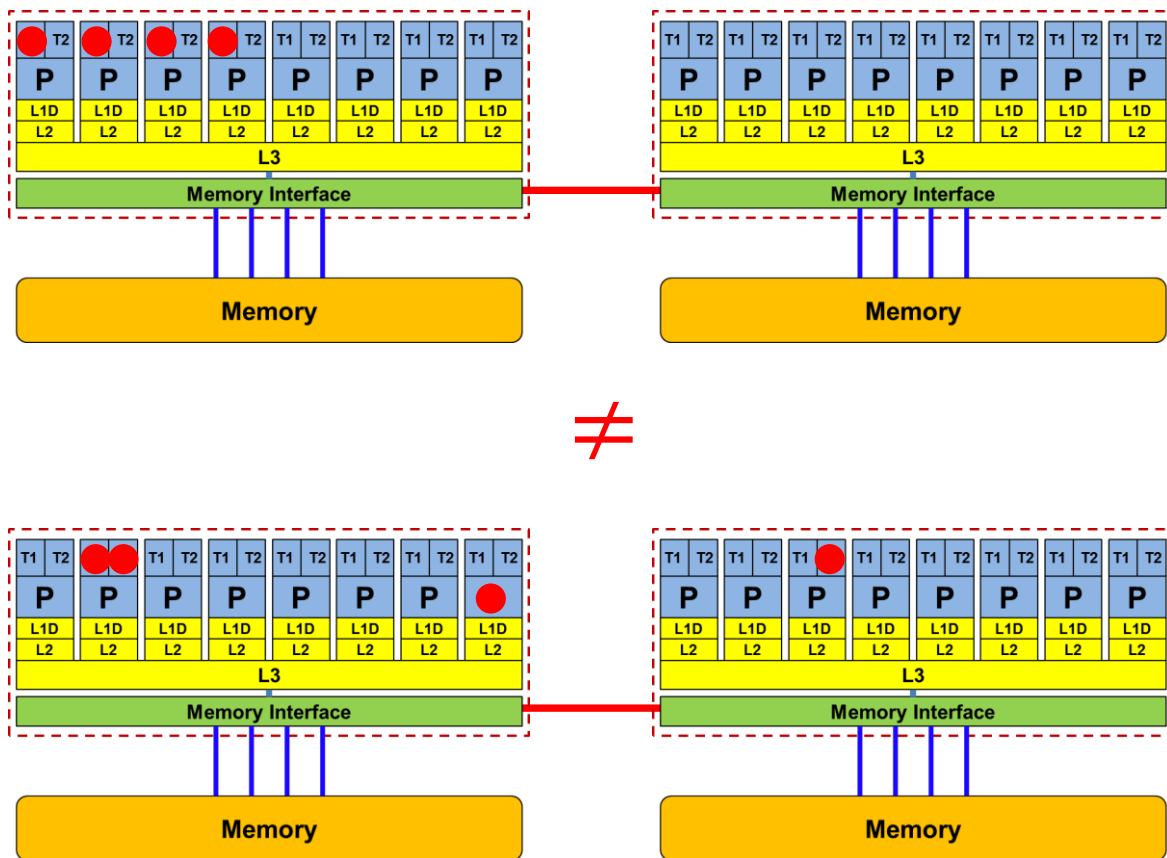 T2 T2 T2 T2 T1 T2 T1 T2 T1 T2 T1 T2
P P P P P P P P
L1D L1D L1D L1D L1D L1D L1D L1D
L2 L2 L2 L2 L2 L2 L2 L2
L3
Memory Interface
Memory
T1 T2 T1 T2 T1 T2 T1 T2 T1 T2 T1 T2 T1 T2 T1 T2
P P P P P P P P
L1D L1D L1D L1D L1D L1D L1D L1D
L2 L2 L2 L2 L2 L2 L2 L2
L3
Memory Interface
Memory
≠
T1 T2 T1 T2 T1 T2 T1 T2 T1 T2 T1 T2 T1 T2
P P P P P P P
L1D L1D L1D L1D L1D L1D L1D L1D
L2 L2 L2 L2 L2 L2 L2 L2
L3
Memory Interface
Memory
T1 T2 T1 T2 T1 T1 T2 T1 T2 T1 T2 T1 T2 T1 T2
P P P P P P P P
L1D L1D L1D L1D L1D L1D L1D L1D
L2 L2 L2 L2 L2 L2 L2 L2
L3
Memory Interface
Memory